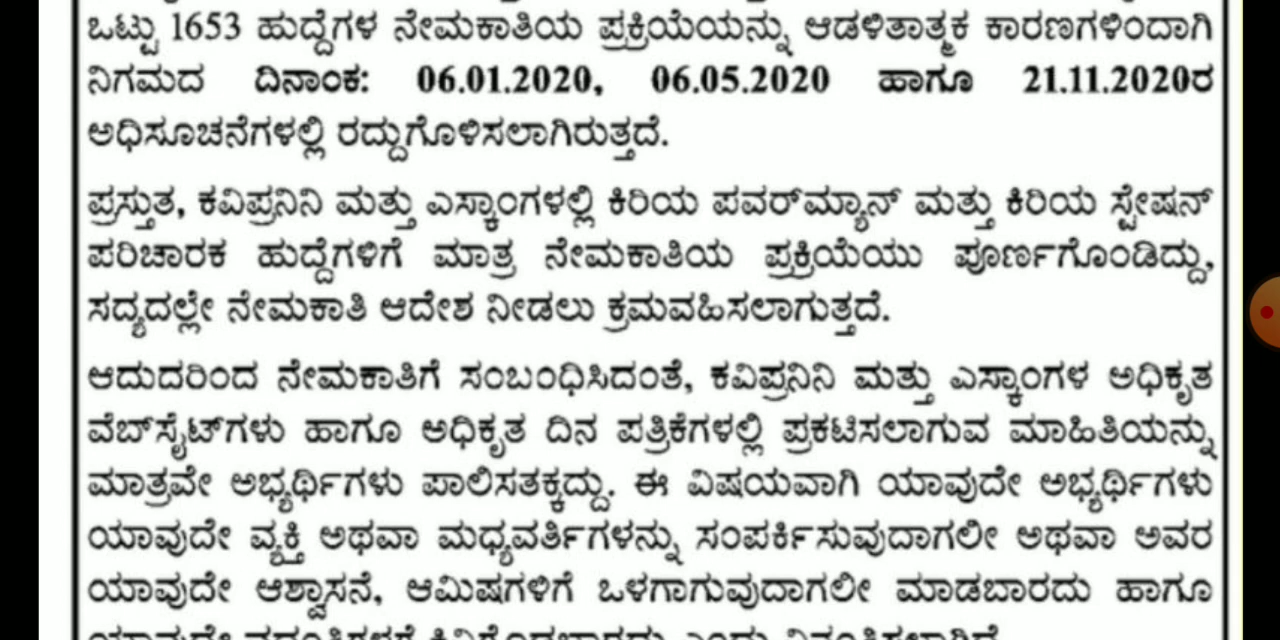 ಒಟ್ಟು 1653 ಹುದ್ದೆಗಳ ನೇಮಕಾತಿಯ ಪ್ರಕ್ರಿಯೆಯನ್ನು ಆಡಳಿತಾತ್ಮಕ ಕಾರಣಗಳಿಂದಾಗಿ
ನಿಗಮದ ದಿನಾಂಕ: 06.01.2020, 06.05.2020 ಹಾಗೂ 21.11.2020ರ
ಅಧಿಸೂಚನೆಗಳಲ್ಲಿ ರದ್ದುಗೊಳಿಸಲಾಗಿರುತ್ತದೆ.
ಪ್ರಸ್ತುತ, ಕವಿಪ್ರನಿನಿ ಮತ್ತು ಎಸ್ಕಾಂಗಳಲ್ಲಿ ಕಿರಿಯ ಪವರ್‌ಮ್ಯಾನ್ ಮತ್ತು ಕಿರಿಯ ಸ್ಟೇಷನ್
ಪರಿಚಾರಕ ಹುದ್ದೆಗಳಿಗೆ ಮಾತ್ರ ನೇಮಕಾತಿಯ ಪ್ರಕ್ರಿಯೆಯು ಪೂರ್ಣಗೊಂಡಿದ್ದು,
ಸದ್ಯದಲ್ಲೇ ನೇಮಕಾತಿ ಆದೇಶ ನೀಡಲು ಕ್ರಮವಹಿಸಲಾಗುತ್ತದೆ.
ಆದುದರಿಂದ ನೇಮಕಾತಿಗೆ ಸಂಬಂಧಿಸಿದಂತೆ, ಕವಿಪ್ರನಿನಿ ಮತ್ತು ಎಸ್ಕಾಂಗಳ ಅಧಿಕೃತ
ವೆಬ್‌ಸೈಟ್‌ಗಳು ಹಾಗೂ ಅಧಿಕೃತ ದಿನ ಪತ್ರಿಕೆಗಳಲ್ಲಿ ಪ್ರಕಟಿಸಲಾಗುವ ಮಾಹಿತಿಯನ್ನು
ಮಾತ್ರವೇ ಅಭ್ಯರ್ಥಿಗಳು ಪಾಲಿಸತಕ್ಕದ್ದು. ಈ ವಿಷಯವಾಗಿ ಯಾವುದೇ ಅಭ್ಯರ್ಥಿಗಳು
ಯಾವುದೇ ವ್ಯಕ್ತಿ ಅಥವಾ ಮಧ್ಯವರ್ತಿಗಳನ್ನು ಸಂಪರ್ಕಿಸುವುದಾಗಲೀ ಅಥವಾ ಅವರ
ಯಾವುದೇ ಆಶ್ವಾಸನೆ, ಆಮಿಷಗಳಿಗೆ ಒಳಗಾಗುವುದಾಗಲೀ ಮಾಡಬಾರದು ಹಾಗೂ